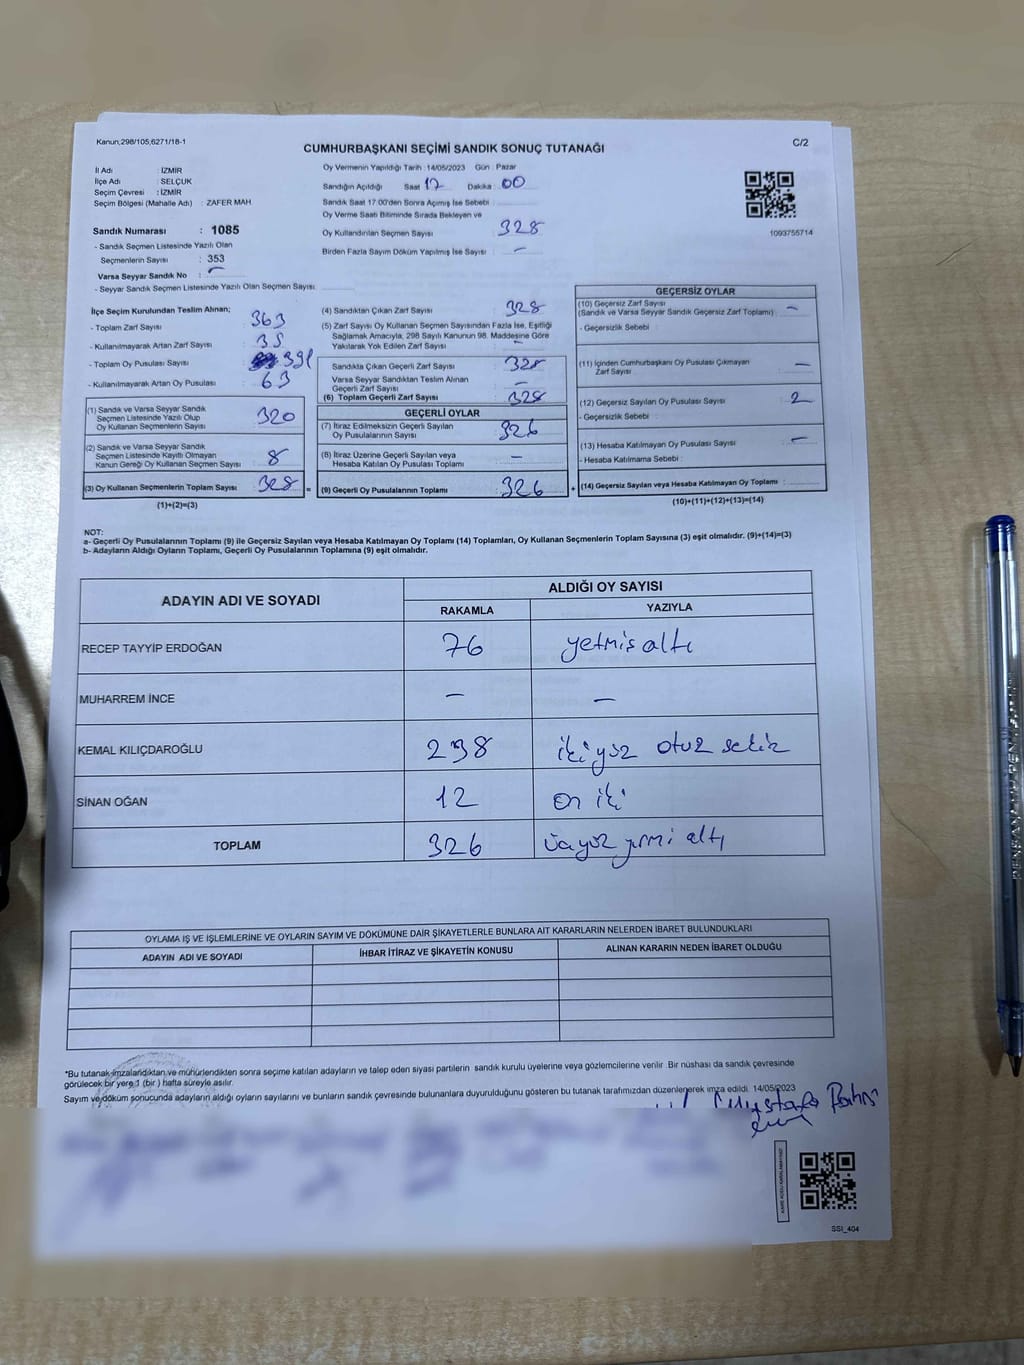 Kanun;298/105,6271/18-1
C/2
CUMHURBAŞKANI SEÇİMİ SANDIK SONUÇ TUTANAĞI
İl Adı : İZMİR
İlçe Adı : SELÇUK
Seçim Çevresi : İZMİR
Seçim Bölgesi (Mahalle Adı) : ZAFER MAH
Sandık Numarası : 1085
- Sandık Seçmen Listesinde Yazılı Olan
Seçmenlerin Sayısı : 353
Varsa Seyyar Sandık No : -
- Seyyar Sandık Seçmen Listesinde Yazılı Olan Seçmen Sayısı:
Oy Vermenin Yapıldığı Tarih : 14/05/2023 Gün : Pazar
Sandığın Açıldığı Saat : 17 Dakika : 00
Sandık Saat 17:00'den Sonra Açmış İse Sebebi :
Oy Verme Saati Bitiminde Sırada Bekleyen ve
Oy Kullandırılan Seçmen Sayısı : 328
Birden Fazla Sayım Döküm Yapılmış İse Sayısı : -
1093755714
İlçe Seçim Kurulundan Teslim Alınan;
- Toplam Zarf Sayısı : 363
- Kullanılmayarak Artan Zarf Sayısı : 35
- Toplam Oy Pusulası Sayısı : 391
- Kullanılmayarak Artan Oy Pusulası : 63
(1) Sandık ve Varsa Seyyar Sandık
Seçmen Listesinde Yazılı Olup
Oy Kullanan Seçmenlerin Sayısı : 320
(2) Sandık ve Varsa Seyyar Sandık
Seçmen Listesinde Kayıtlı Olmayan
Kanun Gereği Oy Kullanan Seçmen Sayısı : 8
(3) Oy Kullanan Seçmenlerin Toplam Sayısı : 328 =
(1)+(2)=(3)
(4) Sandıktan Çıkan Zarf Sayısı : 328
(5) Zarf Sayısı Oy Kullanan Seçmen Sayısından Fazla İse, Eşitliği
Sağlamak Amacıyla, 298 Sayılı Kanunun 98. Maddesine Göre
Yakılarak Yok Edilen Zarf Sayısı : -
Sandıkta Çıkan Geçerli Zarf Sayısı : 328
Varsa Seyyar Sandıktan Teslim Alınan
Geçerli Zarf Sayısı : -
(6) Toplam Geçerli Zarf Sayısı : 328
GEÇERLİ OYLAR
(7) İtiraz Edilmeksizin Geçerli Sayılan
Oy Pusulalarının Sayısı : 326
(8) İtiraz Üzerine Geçerli Sayılan veya
Hesaba Katılan Oy Pusulası Toplamı : -
(9) Geçerli Oy Pusulalarının Toplamı : 326 +
GEÇERSİZ OYLAR
(10) Geçersiz Zarf Sayısı
(Sandık ve Varsa Seyyar Sandık Geçersiz Zarf Toplamı) : -
- Geçersizlik Sebebi :
(11) İçinden Cumhurbaşkanı Oy Pusulası Çıkmayan
Zarf Sayısı : -
(12) Geçersiz Sayılan Oy Pusulası Sayısı : 2
- Geçersizlik Sebebi :
(13) Hesaba Katılmayan Oy Pusulası Sayısı : -
- Hesaba Katılmama Sebebi :
(14) Geçersiz Sayılan veya Hesaba Katılmayan Oy Toplamı :
(10)+(11)+(12)+(13)=(14)
NOT:
a- Geçerli Oy Pusulalarının Toplamı (9) ile Geçersiz Sayılan veya Hesaba Katılmayan Oy Toplamı (14) Toplamları, Oy Kullanan Seçmenlerin Toplam Sayısına (3) eşit olmalıdır. (9)+(14)=(3)
b- Adayların Aldığı Oyların Toplamı, Geçerli Oy Pusulalarının Toplamına (9) eşit olmalıdır.
ADAYIN ADI VE SOYADI
ALDIĞI OY SAYISI
RAKAMLA YAZIYLA
RECEP TAYYİP ERDOĞAN 76 yetmiş altı
MUHARREM İNCE - -
KEMAL KILIÇDAROĞLU 238 iki yüz otuz sekiz
SİNAN OĞAN 12 on iki
TOPLAM 326 üçyüz yirmi altı
OYLAMA İŞ VE İŞLEMLERİNE VE OYLARIN SAYIM VE DÖKÜMÜNE DAİR ŞİKAYETLERLE BUNLARA AİT KARARLARIN NELERDEN İBARET BULUNDUKLARI
ADAYIN ADI VE SOYADI İHBAR İTİRAZ VE ŞİKAYETİN KONUSU ALINAN KARARIN NEDEN İBARET OLDUĞU
*Bu tutanak imzalandıktan ve mühürlendikten sonra seçime katılan adayların ve talep eden siyasi partilerin sandık kurulu üyelerine veya gözlemcilerine verilir. Bir nüshası da sandık çevresinde
görülecek bir yere 1 (bir ) hafta süreyle asılır.
Sayım ve döküm sonucunda adayların aldığı oyların sayılarını ve bunların sandık çevresinde bulunanlara duyurulduğunu gösteren bu tutanak tarafımızdan düzenlenerek imza edildi. 14/05/2023
Mustafa
SSI_404